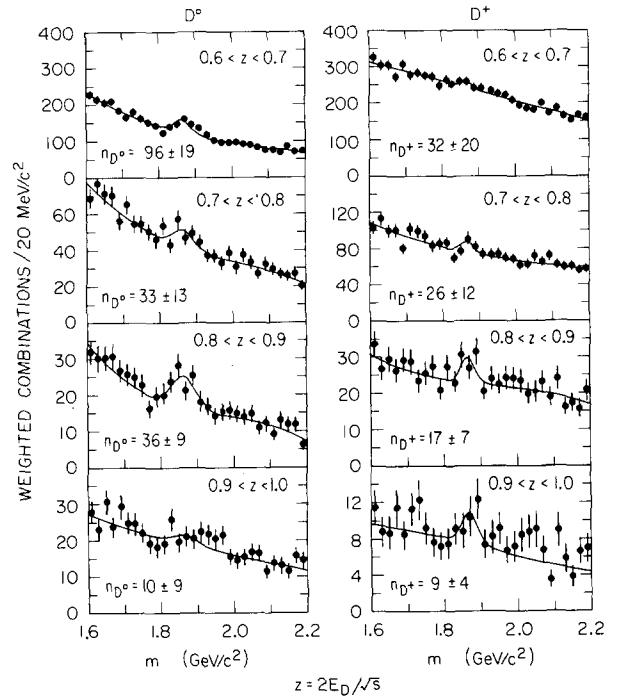 D° D⁺
WEIGHTED COMBINATIONS / 20 MeV/c²
400
300
200
100
0.6 < z < 0.7
n_D° = 96 ± 19
0
60
40
20
0.7 < z < 0.8
n_D° = 33 ± 13
0
30
20
10
0.8 < z < 0.9
n_D° = 36 ± 9
0
30
20
10
0.9 < z < 1.0
n_D° = 10 ± 9
0
1.6 1.8 2.0 2.2
m (GeV/c²)
400
300
200
100
0.6 < z < 0.7
n_D+ = 32 ± 20
0
120
80
40
0.7 < z < 0.8
n_D+ = 26 ± 12
0
30
20
10
0.8 < z < 0.9
n_D+ = 17 ± 7
0
12
8
4
0.9 < z < 1.0
n_D+ = 9 ± 4
0
1.6 1.8 2.0 2.2
m (GeV/c²)
z = 2E_D/√s